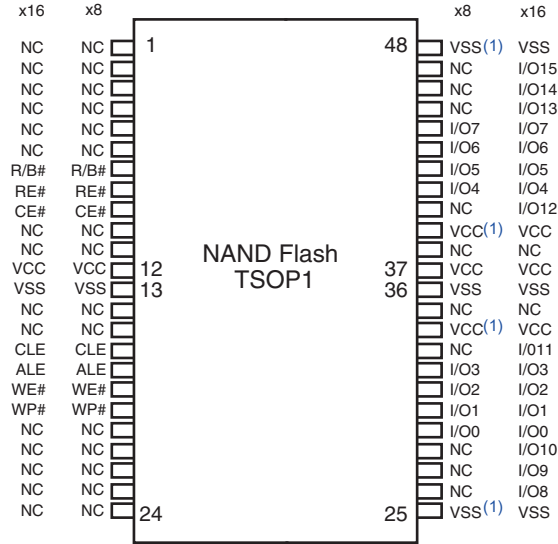 x16 x8 x8 x16
NC NC 1 48 VSS(1) VSS
NC NC NC I/O15
NC NC NC I/O14
NC NC NC I/O13
NC NC I/O7 I/O7
NC NC I/O6 I/O6
R/B# R/B# I/O5 I/O5
RE# RE# I/O4 I/O4
CE# CE# NC I/O12
NC NC VCC(1) VCC
NC NC NAND Flash NC NC
VCC VCC 12 TSOP1 37 VCC VCC
VSS VSS 13 36 VSS VSS
NC NC NC NC
NC NC VCC(1) VCC
CLE CLE NC I/011
ALE ALE I/O3 I/O3
WE# WE# I/O2 I/O2
WP# WP# I/O1 I/O1
NC NC I/O0 I/O0
NC NC NC I/O10
NC NC NC I/O9
NC NC NC I/O8
NC NC 24 25 VSS(1) VSS